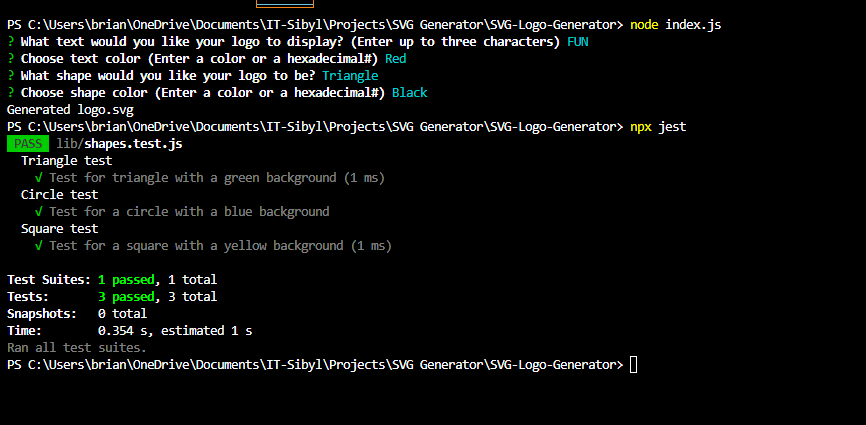 PS C:\Users\brian\OneDrive\Documents\IT-Sibyl\Projects\SVG Generator\SVG-Logo-Generator> node index.js
? What text would you like your logo to display? (Enter up to three characters) FUN
? Choose text color (Enter a color or a hexadecimal#) Red
? What shape would you like your logo to be? Triangle
? Choose shape color (Enter a color or a hexadecimal#) Black
Generated logo.svg
PS C:\Users\brian\OneDrive\Documents\IT-Sibyl\Projects\SVG Generator\SVG-Logo-Generator> npx jest
PASS lib/shapes.test.js
Triangle test
√ Test for triangle with a green background (1 ms)
Circle test
√ Test for a circle with a blue background
Square test
√ Test for a square with a yellow background (1 ms)
Test Suites: 1 passed, 1 total
Tests: 3 passed, 3 total
Snapshots: 0 total
Time: 0.354 s, estimated 1 s
Ran all test suites.
PS C:\Users\brian\OneDrive\Documents\IT-Sibyl\Projects\SVG Generator\SVG-Logo-Generator>